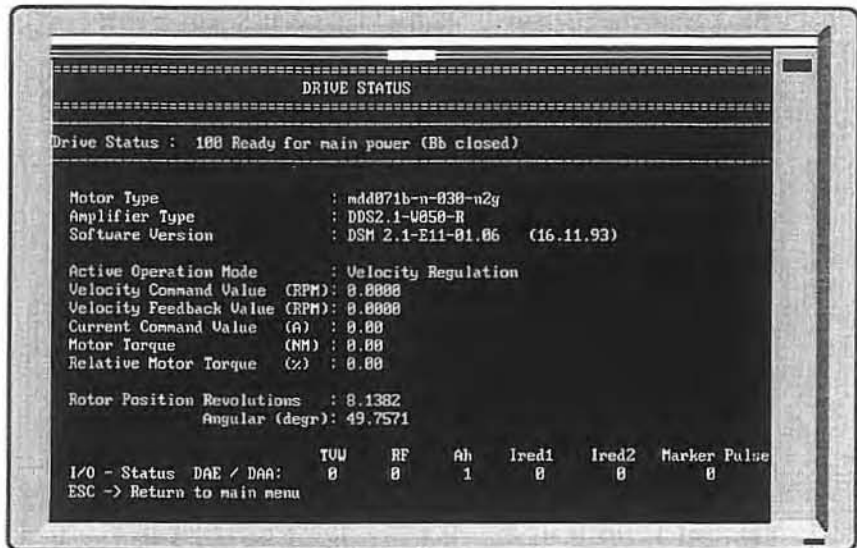 DRIVE STATUS
Drive Status : 100 Ready for main power (Bb closed)
Motor Type : mdd071b-n-030-n2g
Amplifier Type : DDS2.1-W050-R
Software Version : DSM 2.1-E11-01.06 (16.11.93)
Active Operation Mode : Velocity Regulation
Velocity Command Value (RPM): 0.0000
Velocity Feedback Value (RPM): 0.0000
Current Command Value (A) : 0.00
Motor Torque (NM) : 0.00
Relative Motor Torque (%) : 0.00
Rotor Position Revolutions : 8.1382
Angular (degr): 49.7571
TVW RF Ah Ired1 Ired2 Marker Pulse
I/O - Status DAE / DAA: 0 0 1 0 0 0
ESC -> Return to main menu